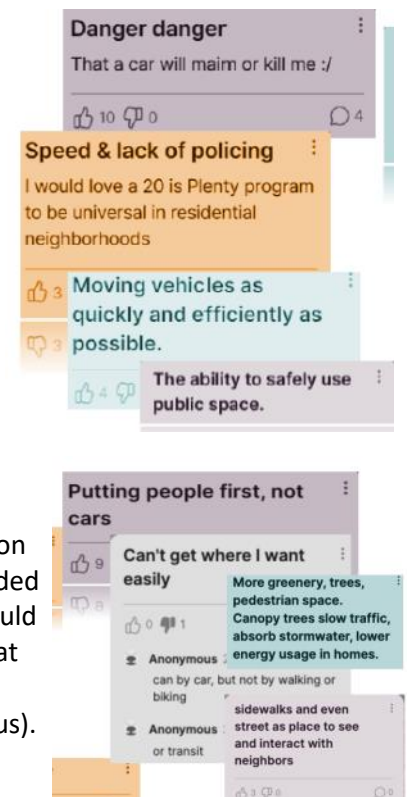 Danger danger
That a car will maim or kill me :/
10 0 4
Speed & lack of policing
I would love a 20 is Plenty program
to be universal in residential
neighborhoods
3
3
Moving vehicles as
quickly and efficiently as
possible.
4
The ability to safely use
public space.
Putting people first, not
cars
9
Can't get where I want
easily
0 1
Anonymous
can by car, but not by walking or
biking
Anonymous
or transit
More greenery, trees,
pedestrian space.
Canopy trees slow traffic,
absorb stormwater, lower
energy usage in homes.
sidewalks and even
street as place to see
and interact with
neighbors
3 0 0
on
ded
uld
at
us).